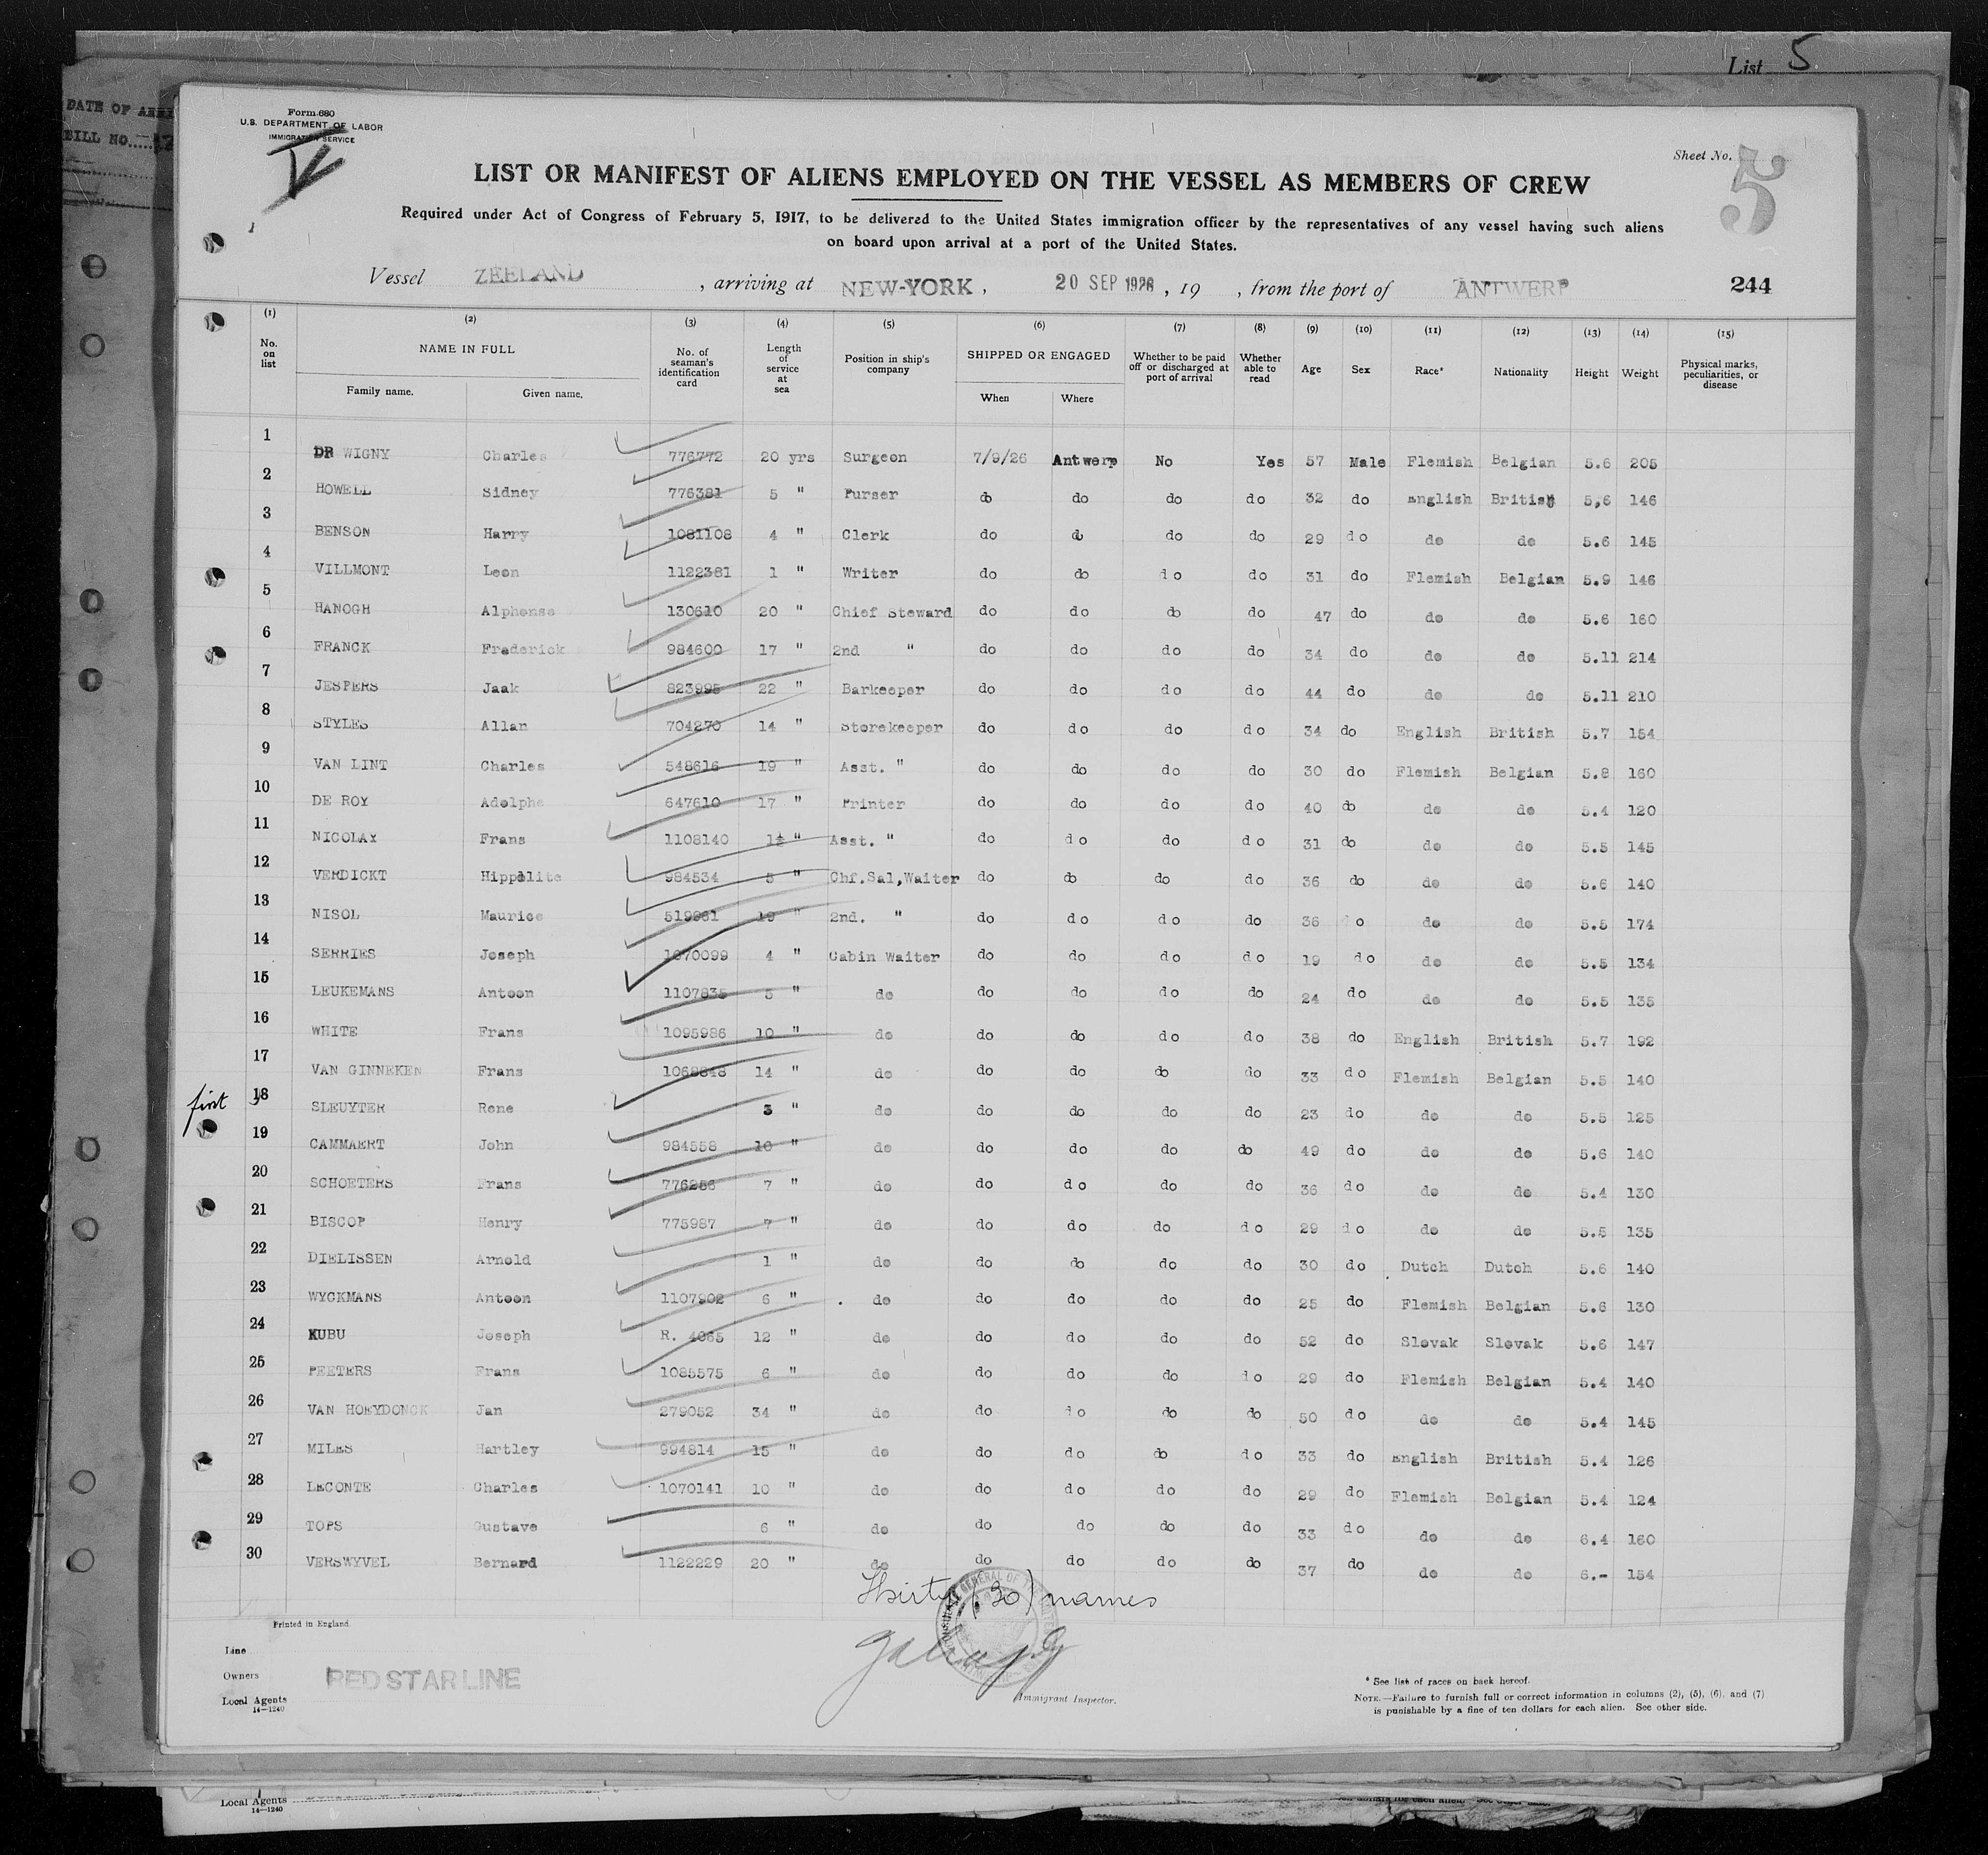 List 5
DATE OF
BILL NO.
Form 680
U.S. DEPARTMENT OF LABOR
IMMIGRATION SERVICE
Sheet No. 5
LIST OR MANIFEST OF ALIENS EMPLOYED ON THE VESSEL AS MEMBERS OF CREW
Required under Act of Congress of February 5, 1917, to be delivered to the United States immigration officer by the representatives of any vessel having such aliens
on board upon arrival at a port of the United States.
Vessel ZEELAND , arriving at NEW-YORK , 20 SEP 1926 , 19 , from the port of ANTWERP 244
(1) (2) (3) (4) (5) (6) (7) (8) (9) (10) (11) (12) (13) (14) (15)
No. on list NAME IN FULL Family name. Given name. No. of seaman's identification card Length of service at sea Position in ship's company SHIPPED OR ENGAGED When Where Whether to be paid off or discharged at port of arrival Whether able to read Age Sex Race* Nationality Height Weight Physical marks, peculiarities, or disease
1 DR WIGNY Charles 776772 20 yrs Surgeon 7/9/26 Antwerp No Yes 57 Male Flemish Belgian 5.6 205
2 HOWELL Sidney 776381 5 " Purser do do do do 32 do English British 5,6 146
3 BENSON Harry 1081108 4 " Clerk do do do do 29 do do do 5.6 145
4 VILLMONT Leon 1122381 1 " Writer do do do do 31 do Flemish Belgian 5.9 146
5 HANOGH Alphonse 130610 20 " Chief Steward do do do do 47 do do do 5.6 160
6 FRANCK Frederick 984600 17 " 2nd " do do do do 34 do do do 5.11 214
7 JESPERS Jaak 823995 22 " Barkeeper do do do do 44 do do do 5.11 210
8 STYLES Allan 704270 14 " Storekeeper do do do do 34 do English British 5.7 154
9 VAN LINT Charles 548616 19 " Asst. " do do do do 30 do Flemish Belgian 5.8 160
10 DE ROY Adolphe 647610 17 " Printer do do do do 40 do do do 5.4 120
11 NICOLAY Frans 1108140 1½ " Asst. " do do do do 31 do do do 5.5 145
12 VERDICKT Hippolite 984534 5 " Chf.Sal,Waiter do do do do 36 do do do 5.6 140
13 NISOL Maurice 519981 19 " 2nd. " do do do do 36 do do do 5.5 174
14 SERRIES Joseph 1070099 4 " Cabin Waiter do do do do 19 do do do 5.5 134
15 LEUKEMANS Antoon 1107835 5 " do do do do do 24 do do do 5.5 135
16 WHITE Frans 1095986 10 " do do do do do 38 do English British 5.7 192
17 VAN GINNEKEN Frans 1068848 14 " do do do do do 33 do Flemish Belgian 5.5 140
first 18 SLEUYTER Rene 3 " do do do do do 23 do do do 5.5 125
19 CAMMAERT John 984558 10 " do do do do do 49 do do do 5.6 140
20 SCHOETERS Frans 776286 7 " do do do do do 36 do do do 5.4 130
21 BISCOP Henry 775987 7 " do do do do do 29 do do do 5.5 135
22 DIELISSEN Arnold 1 " do do do do do 30 do Dutch Dutch 5.6 140
23 WYCKMANS Antoon 1107902 6 " do do do do do 25 do Flemish Belgian 5.6 130
24 KUBU Joseph R. 4065 12 " do do do do do 52 do Slovak Slovak 5.6 147
25 PEETERS Frans 1085575 6 " do do do do do 29 do Flemish Belgian 5.4 140
26 VAN HOEYDONCK Jan 279052 34 " do do do do do 50 do do do 5.4 145
27 MILES Hartley 994814 15 " do do do do do 33 do English British 5.4 126
28 LECONTE Charles 1070141 10 " do do do do do 29 do Flemish Belgian 5.4 124
29 TOPS Gustave 6 " do do do do do 33 do do do 6.4 160
30 VERSWYVEL Bernard 1122229 20 " do do do do do 37 do do do 6.- 154
Thirty (30) names
Printed in England
Line
Owners RED STAR LINE
Local Agents
14—1240
Immigrant Inspector.
* See list of races on back hereof.
NOTE.—Failure to furnish full or correct information in columns (2), (5), (6), and (7)
is punishable by a fine of ten dollars for each alien. See other side.
Local Agents
14—1240